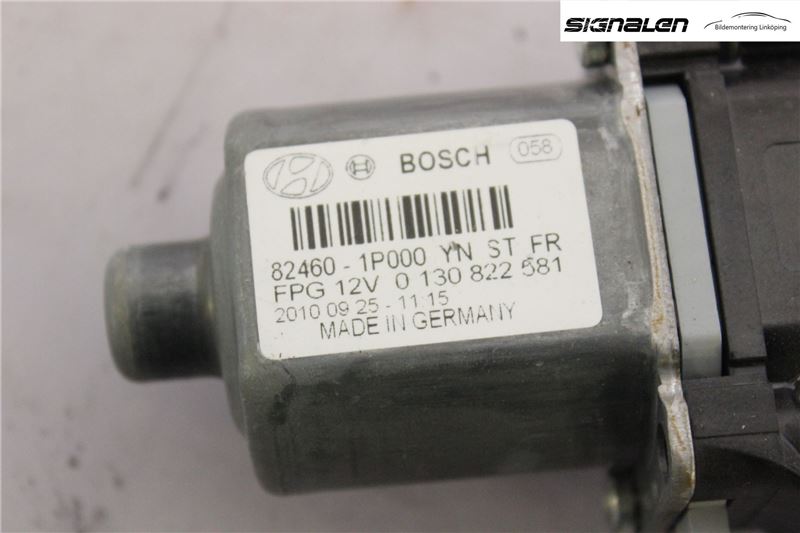 SIGNALEN
Bildemontering Linköping
BOSCH 058
82460 - 1P000 YN ST FR
FPG 12V 0 130 822 581
2010 09 25 - 11:15
MADE IN GERMANY